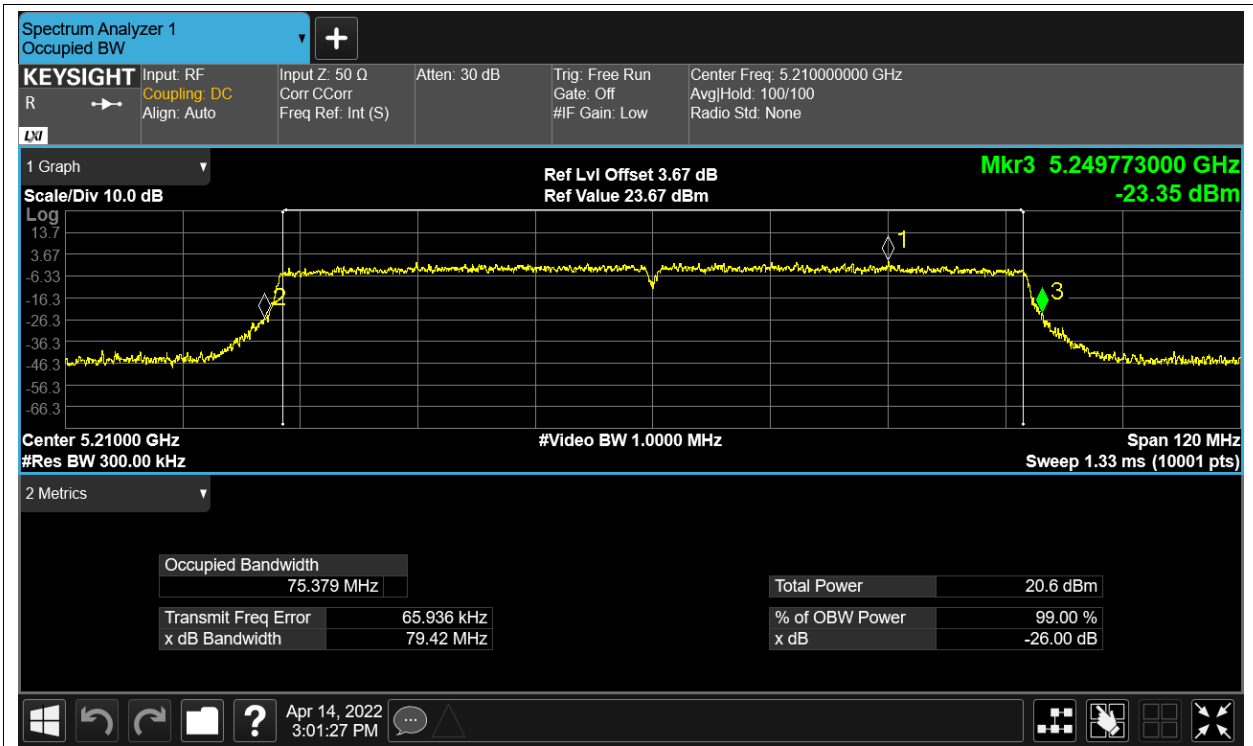 Spectrum Analyzer 1
Occupied BW
+
KEYSIGHT
R
LXI
Input: RF
Coupling: DC
Align: Auto
Input Z: 50 Ω
Corr CCorr
Freq Ref: Int (S)
Atten: 30 dB
Trig: Free Run
Gate: Off
#IF Gain: Low
Center Freq: 5.210000000 GHz
Avg|Hold: 100/100
Radio Std: None
1 Graph
Scale/Div 10.0 dB
Ref Lvl Offset 3.67 dB
Ref Value 23.67 dBm
Mkr3 5.249773000 GHz
-23.35 dBm
Log
13.7
3.67
-6.33
-16.3
-26.3
-36.3
-46.3
-56.3
-66.3
1
2
3
Center 5.21000 GHz
#Video BW 1.0000 MHz
Span 120 MHz
#Res BW 300.00 kHz
Sweep 1.33 ms (10001 pts)
2 Metrics
Occupied Bandwidth
75.379 MHz
Transmit Freq Error 65.936 kHz
x dB Bandwidth 79.42 MHz
Total Power 20.6 dBm
% of OBW Power 99.00 %
x dB -26.00 dB
?
Apr 14, 2022
3:01:27 PM